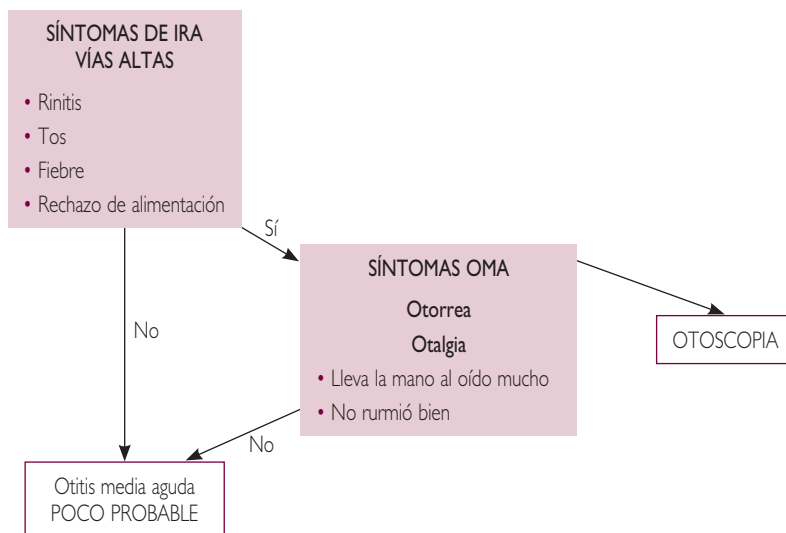 SÍNTOMAS DE IRA
VÍAS ALTAS
• Rinitis
• Tos
• Fiebre
• Rechazo de alimentación
Sí
No
SÍNTOMAS OMA
Otorrea
Otalgia
• Lleva la mano al oído mucho
• No rurmió bien
OTOSCOPIA
No
Otitis media aguda
POCO PROBABLE